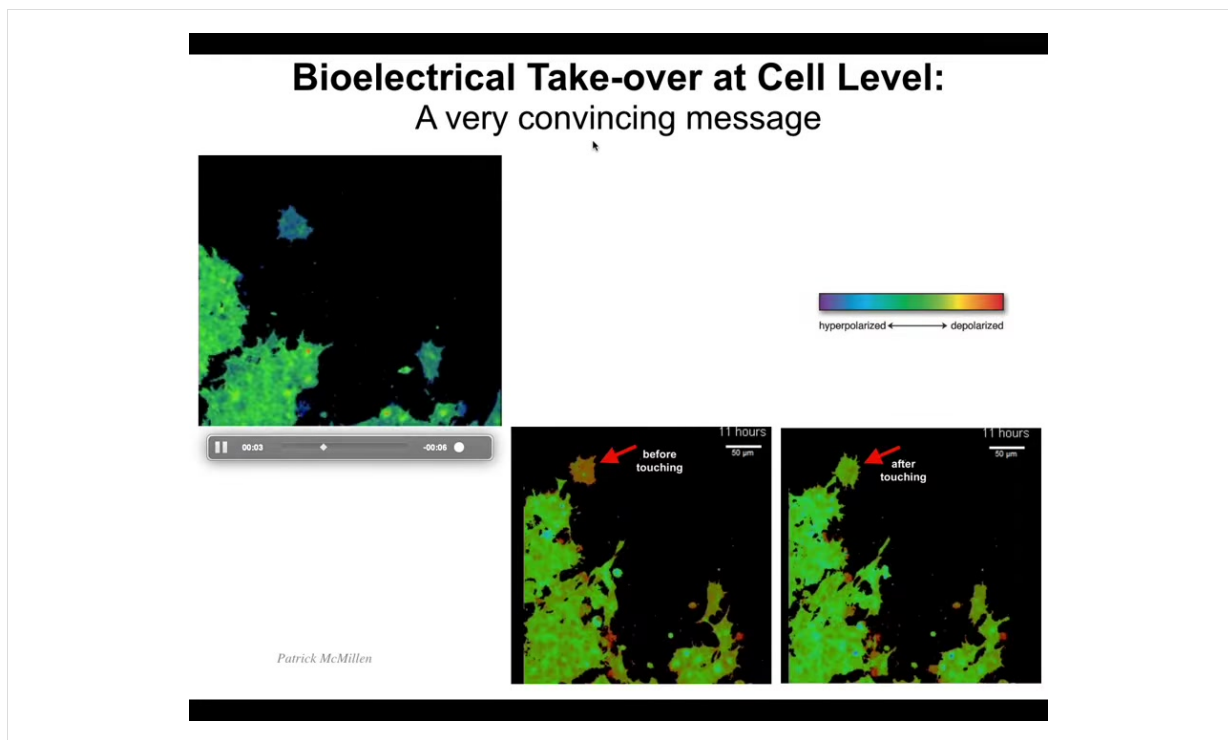 Bioelectrical Take-over at Cell Level:
A very convincing message
hyperpolarized ⟷ depolarized
00:03 -00:06
11 hours
50 μm
before
touching
11 hours
50 μm
after
touching
Patrick McMillen